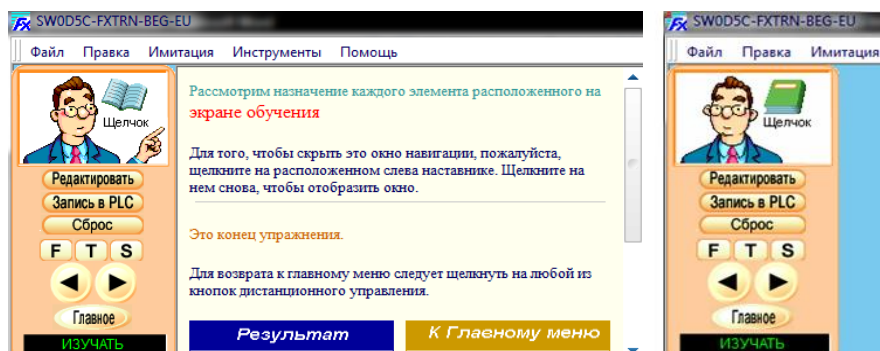 SW0D5C-FXTRN-BEG-EU
Файл Правка Имитация Инструменты Помощь
Щелчок
Редактировать
Запись в PLC
Сброс
F T S
Главное
ИЗУЧАТЬ
Рассмотрим назначение каждого элемента расположенного на
экране обучения
Для того, чтобы скрыть это окно навигации, пожалуйста,
щелкните на расположенном слева наставнике. Щелкните на
нем снова, чтобы отобразить окно.
Это конец упражнения.
Для возврата к главному меню следует щелкнуть на любой из
кнопок дистанционного управления.
Результат
К Главному меню
SW0D5C-FXTRN-BEG-EU
Файл Правка Имитация
Щелчок
Редактировать
Запись в PLC
Сброс
F T S
Главное
ИЗУЧАТЬ